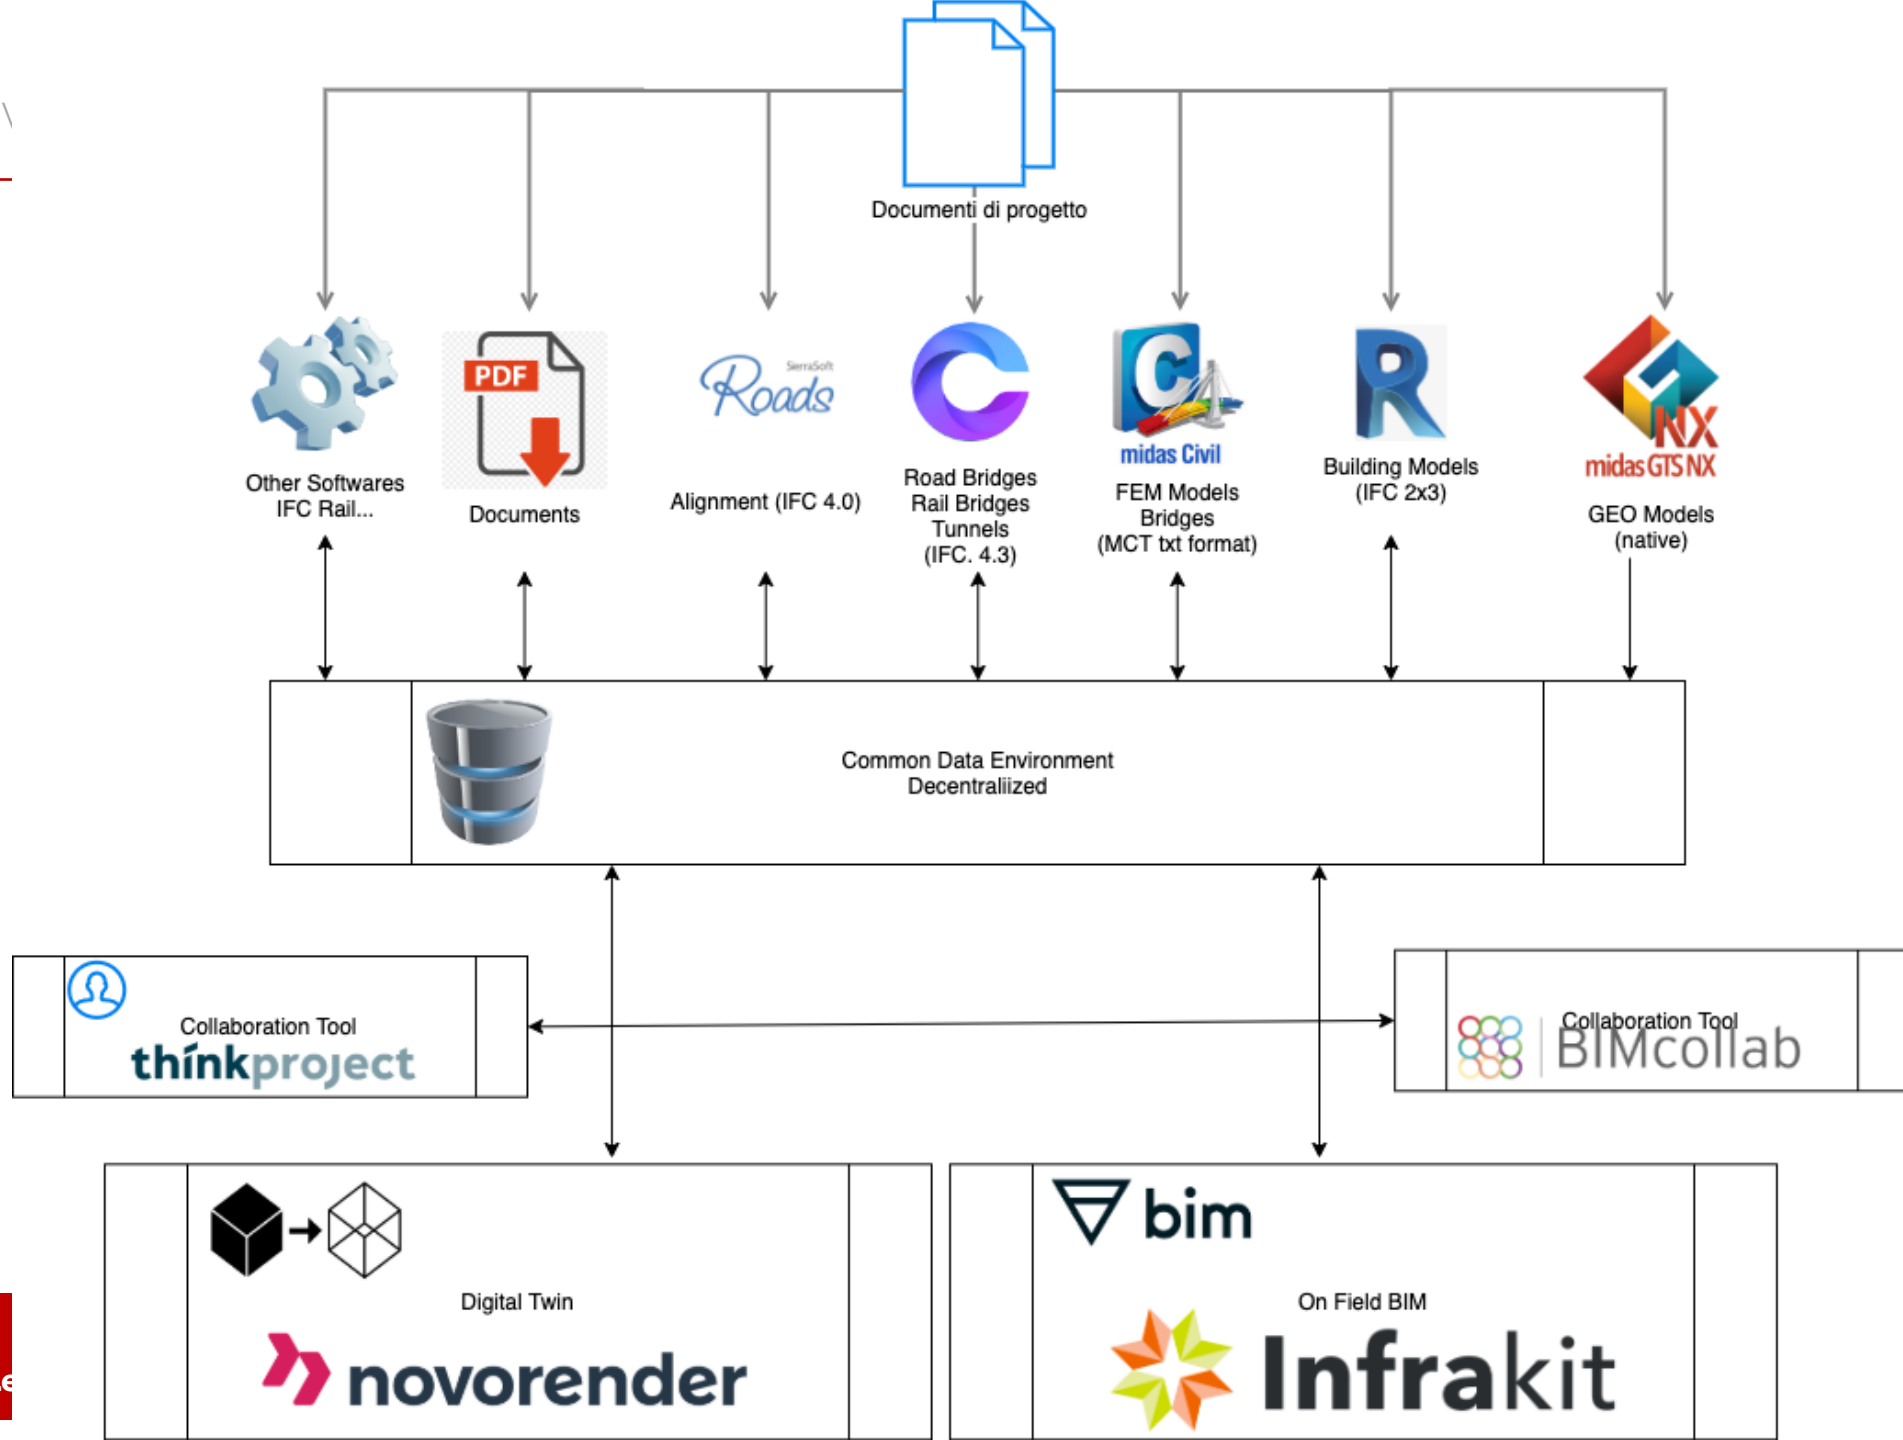 Documenti di progetto
PDF
SierraSoft
Roads
C
midas Civil
R
NX
midas GTS NX
Other Softwares
IFC Rail...
Documents
Alignment (IFC 4.0)
Road Bridges
Rail Bridges
Tunnels
(IFC. 4.3)
FEM Models
Bridges
(MCT txt format)
Building Models
(IFC 2x3)
GEO Models
(native)
Common Data Environment
Decentraliized
Collaboration Tool
thinkproject
Collaboration Tool
BIMcollab
Digital Twin
novorender
bim
On Field BIM
Infrakit